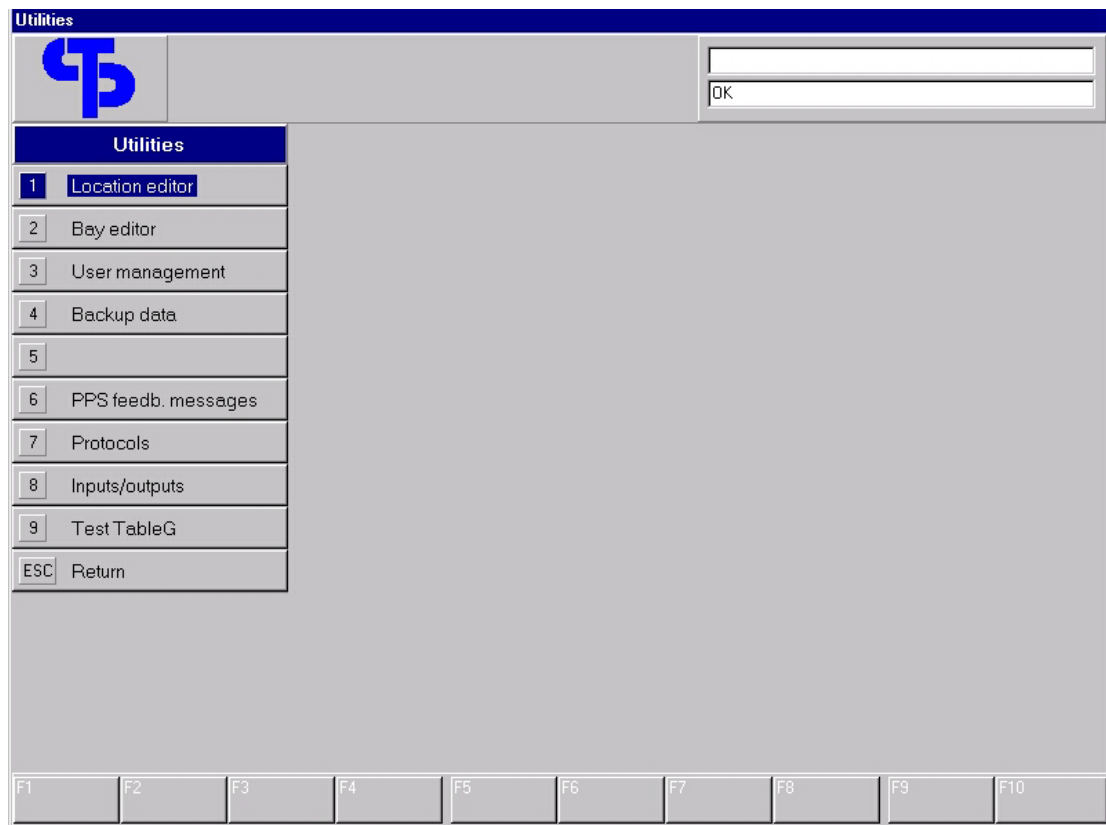 Utilities
OK
Utilities
1 Location editor
2 Bay editor
3 User management
4 Backup data
5
6 PPS feedb. messages
7 Protocols
8 Inputs/outputs
9 Test TableG
ESC Return
F1 F2 F3 F4 F5 F6 F7 F8 F9 F10